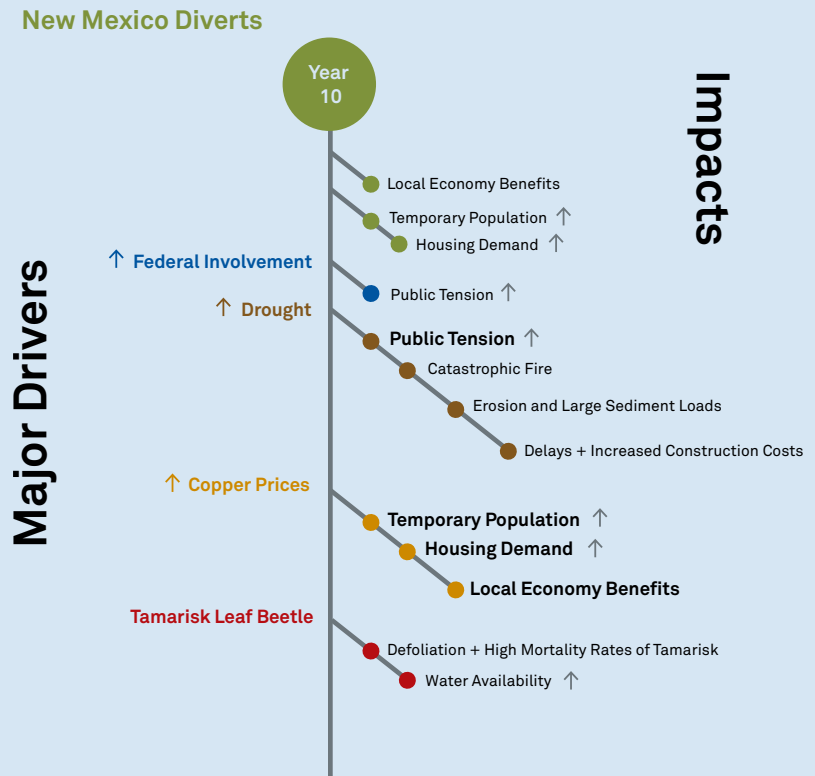 New Mexico Diverts
Year
10
Impacts
Major Drivers
Local Economy Benefits
Temporary Population ↑
Housing Demand ↑
↑ Federal Involvement
Public Tension ↑
↑ Drought
Public Tension ↑
Catastrophic Fire
Erosion and Large Sediment Loads
Delays + Increased Construction Costs
↑ Copper Prices
Temporary Population ↑
Housing Demand ↑
Local Economy Benefits
Tamarisk Leaf Beetle
Defoliation + High Mortality Rates of Tamarisk
Water Availability ↑